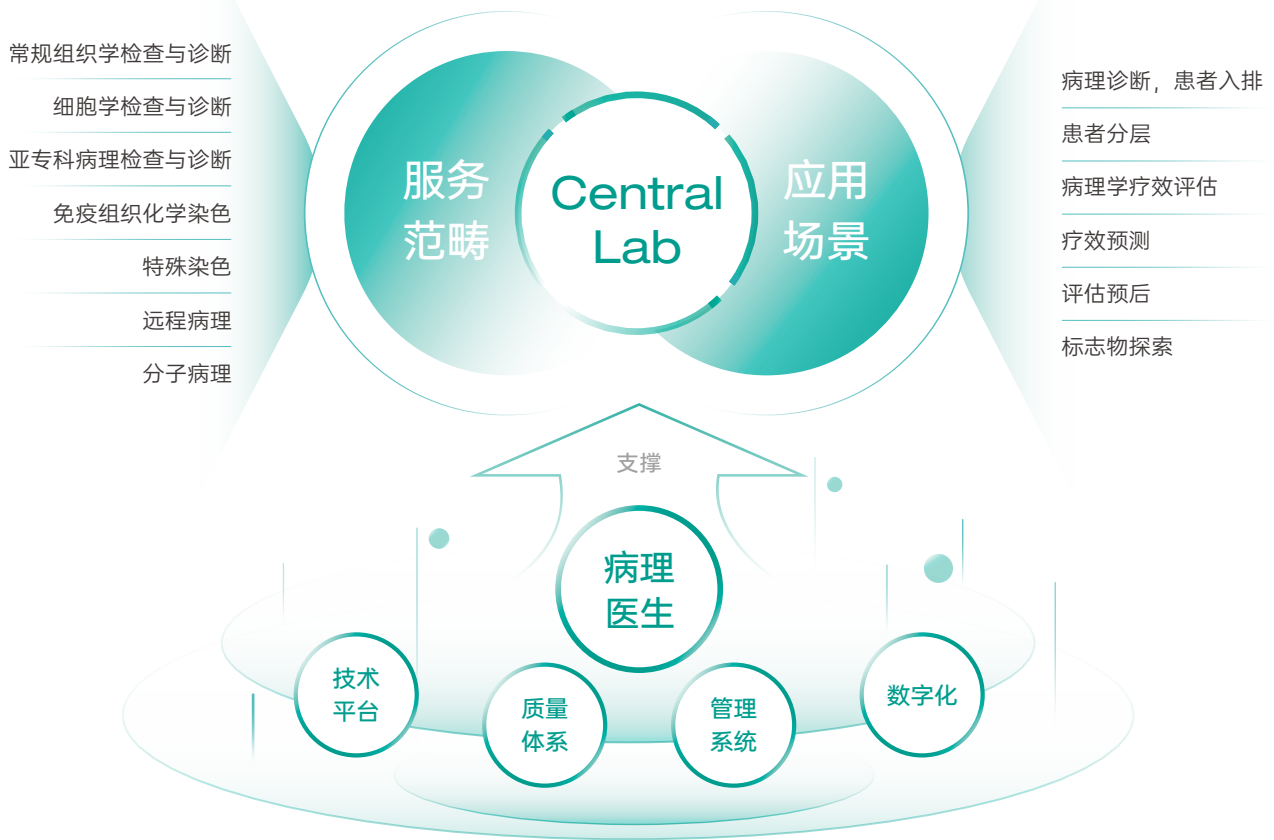 常规组织学检查与诊断
细胞学检查与诊断
亚专科病理检查与诊断
免疫组织化学染色
特殊染色
远程病理
分子病理
服务
范畴
Central
Lab
应用
场景
病理诊断，患者入排
患者分层
病理学疗效评估
疗效预测
评估预后
标志物探索
支撑
病理
医生
技术
平台
质量
体系
管理
系统
数字化